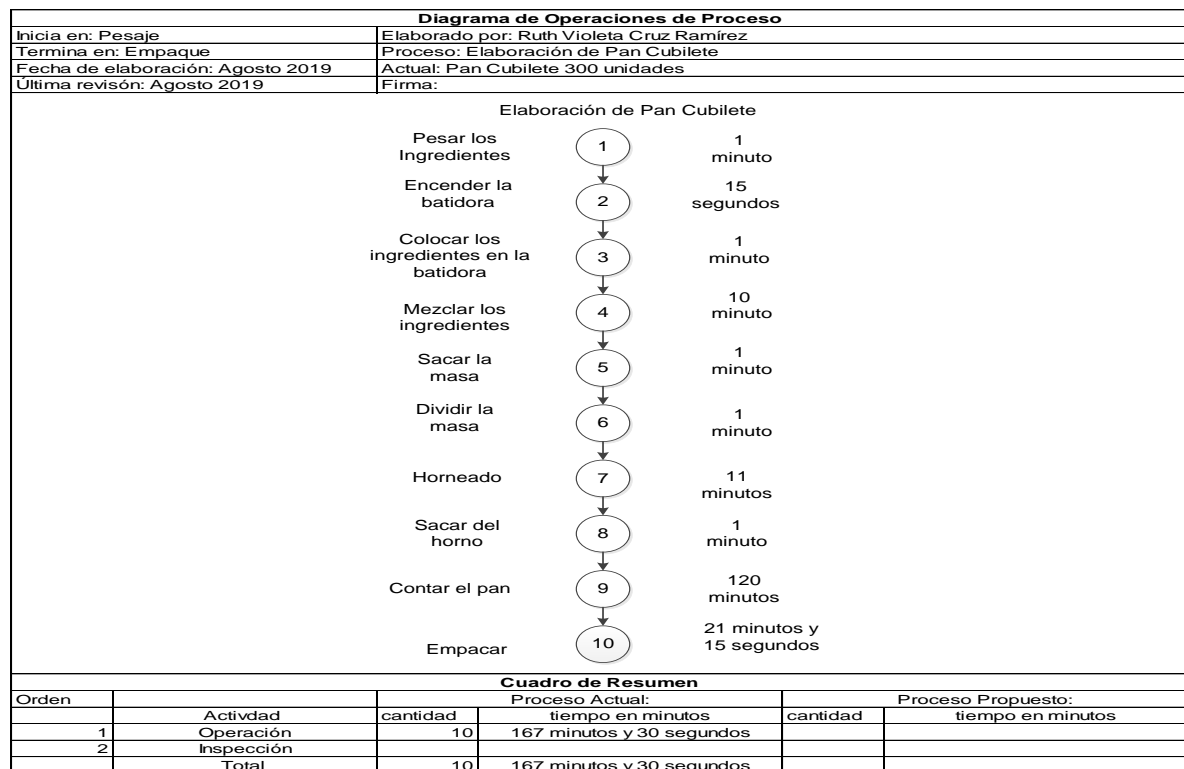 Diagrama de Operaciones de Proceso
Inicia en: Pesaje
Elaborado por: Ruth Violeta Cruz Ramírez
Termina en: Empaque
Proceso: Elaboración de Pan Cubilete
Fecha de elaboración: Agosto 2019
Actual: Pan Cubilete 300 unidades
Última revisón: Agosto 2019
Firma:
Elaboración de Pan Cubilete
Pesar los
Ingredientes
1
1
minuto
Encender la
batidora
2
15
segundos
Colocar los
ingredientes en la
batidora
3
1
minuto
Mezclar los
ingredientes
4
10
minuto
Sacar la
masa
5
1
minuto
Dividir la
masa
6
1
minuto
Horneado
7
11
minutos
Sacar del
horno
8
1
minuto
Contar el pan
9
120
minutos
Empacar
10
21 minutos y
15 segundos
Cuadro de Resumen
Orden
Proceso Actual:
Proceso Propuesto:
Activdad
cantidad
tiempo en minutos
cantidad
tiempo en minutos
1
Operación
10
167 minutos y 30 segundos
2
Inspección
Total
10
167 minutos y 30 segundos